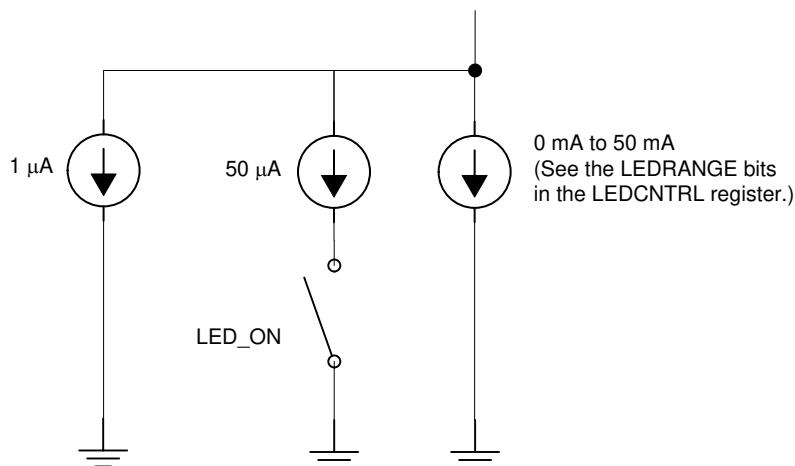 1 μA
50 μA
0 mA to 50 mA
(See the LEDRANGE bits
in the LEDCNTRL register.)
LED_ON